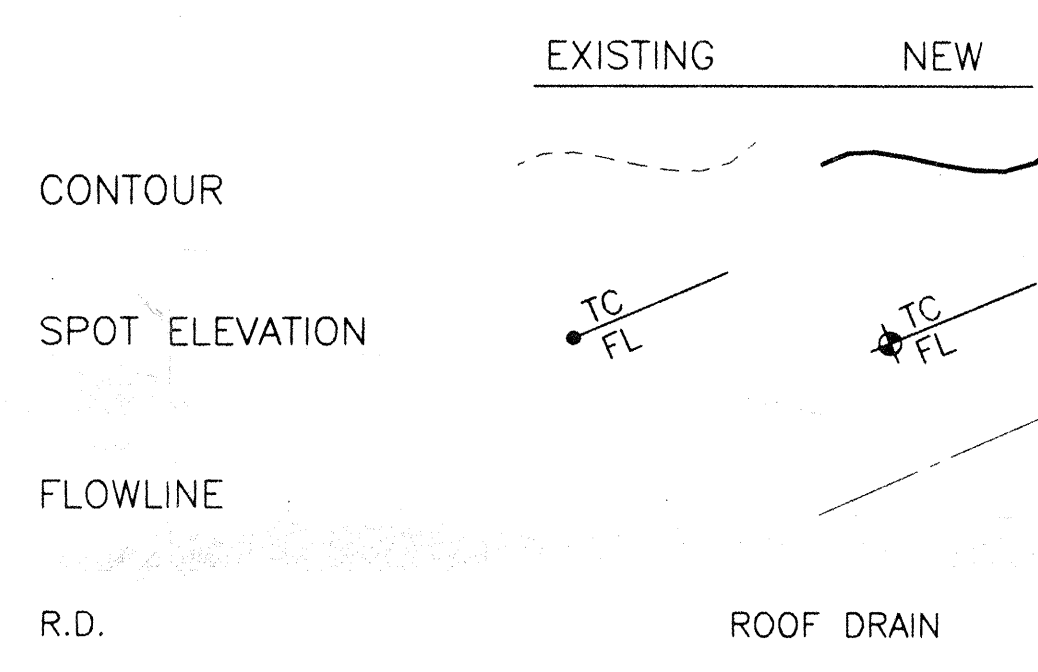 EXISTING NEW
CONTOUR
SPOT ELEVATION TC FL TC FL
FLOWLINE
R.D. ROOF DRAIN